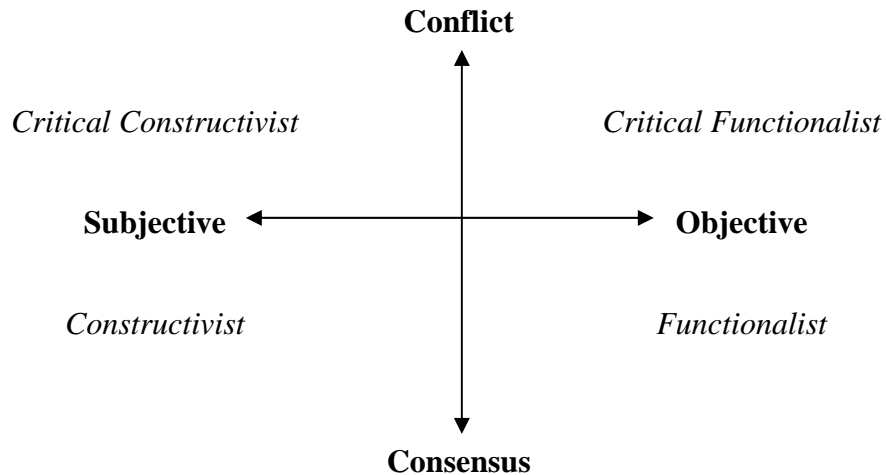 Conflict
Critical Constructivist Critical Functionalist
Subjective Objective
Constructivist Functionalist
Consensus